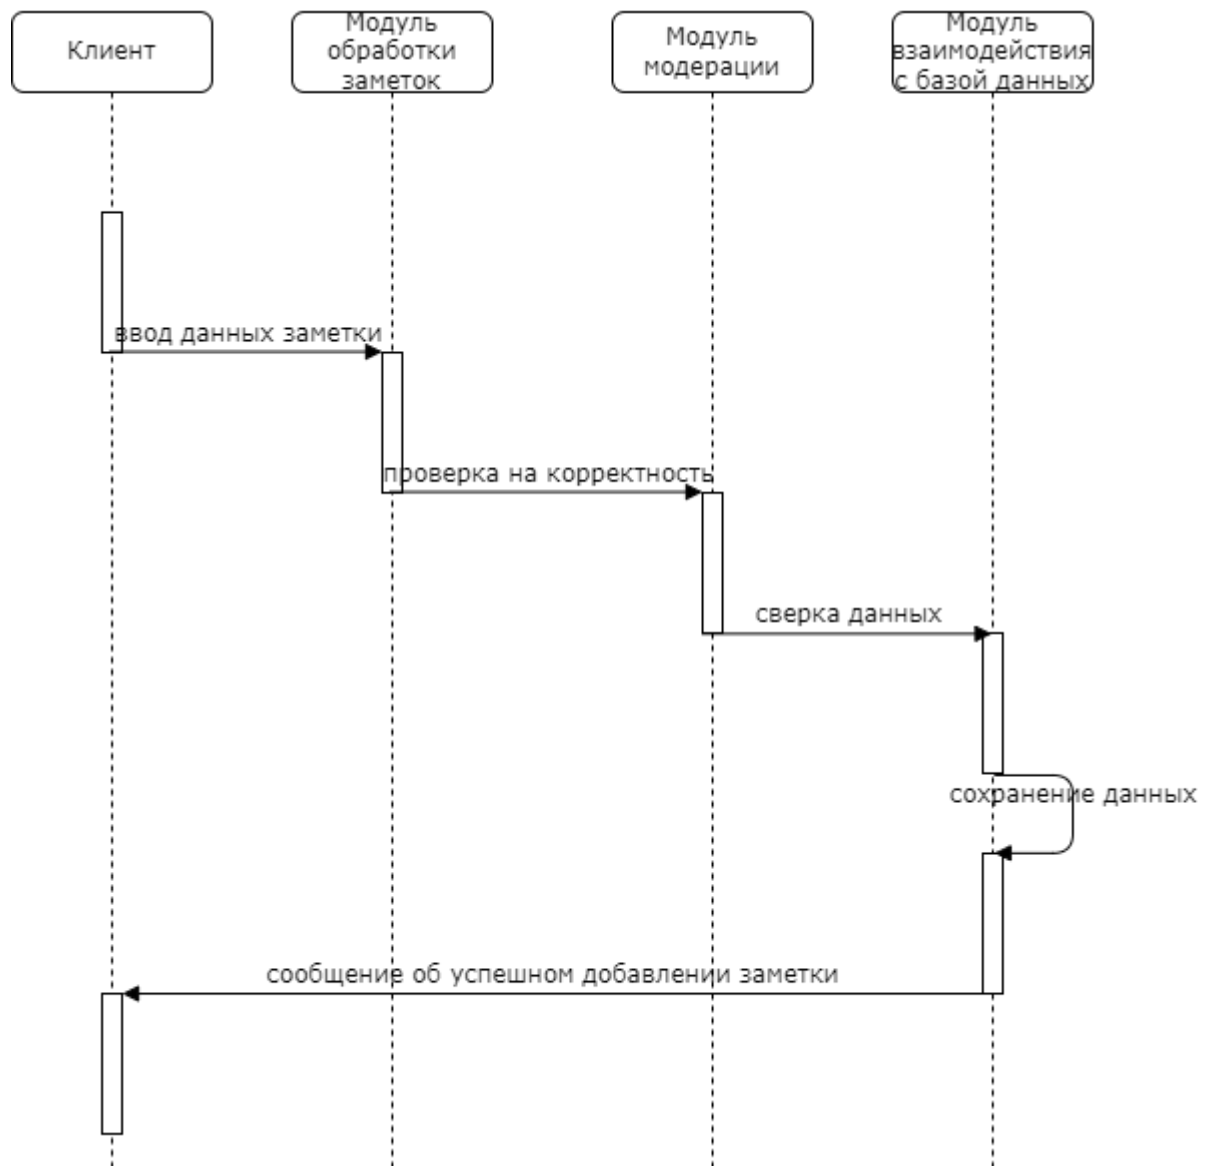 Клиент
Модуль
обработки
заметок
Модуль
модерации
Модуль
взаимодействия
с базой данных
ввод данных заметки
проверка на корректность
сверка данных
сохранение данных
сообщение об успешном добавлении заметки